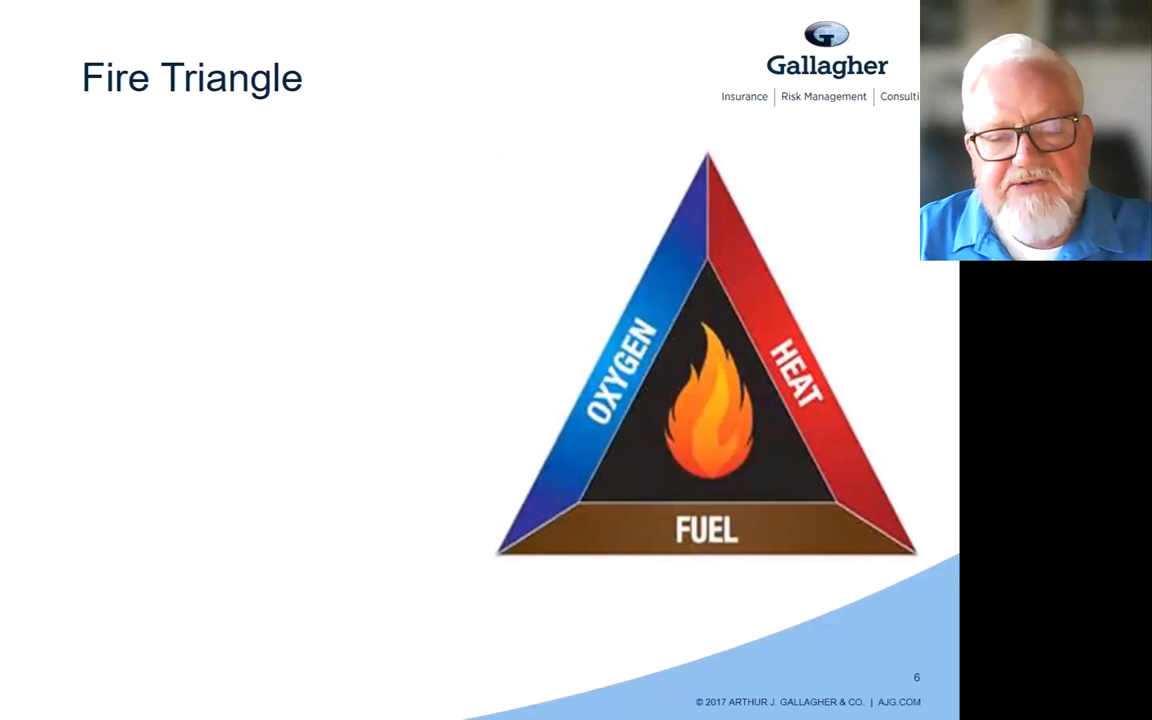 Fire Triangle
Gallagher
Insurance | Risk Management | Consulti
OXYGEN
HEAT
FUEL
6
© 2017 ARTHUR J. GALLAGHER & CO. | AJG.COM